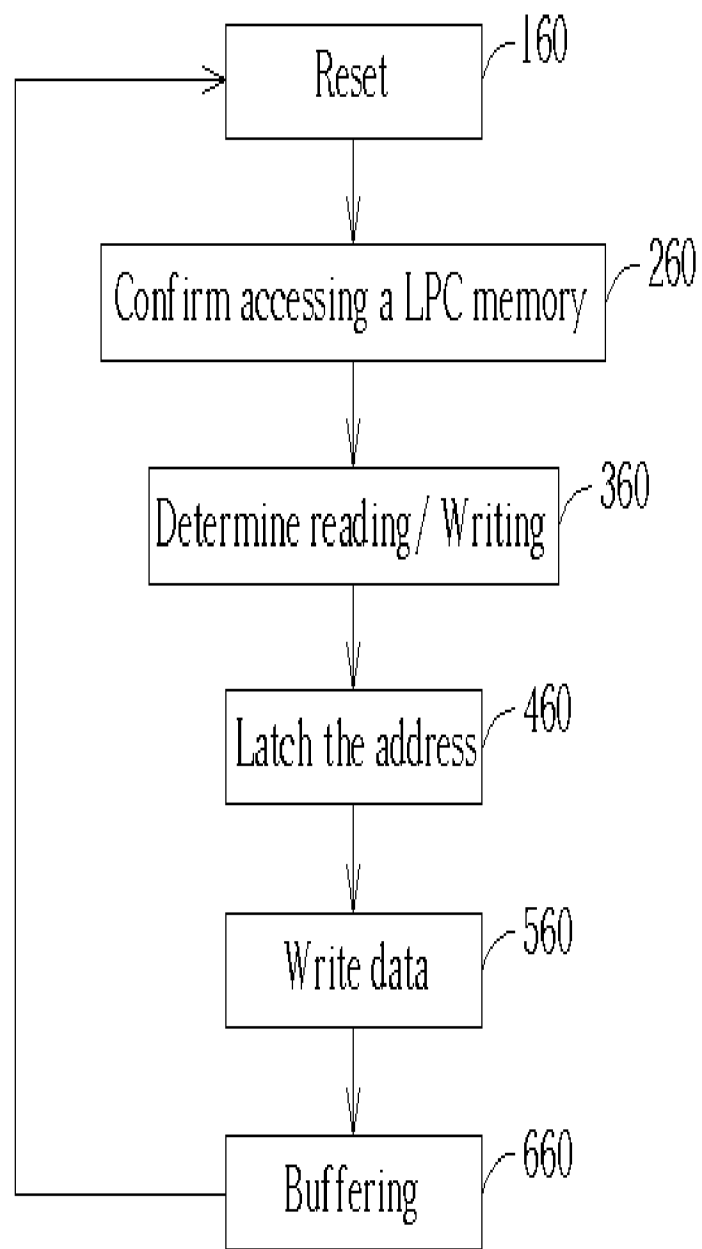 Reset
160
Confirm accessing a LPC memory
260
Determine reading/ Writing
360
Latch the address
460
Write data
560
Buffering
660